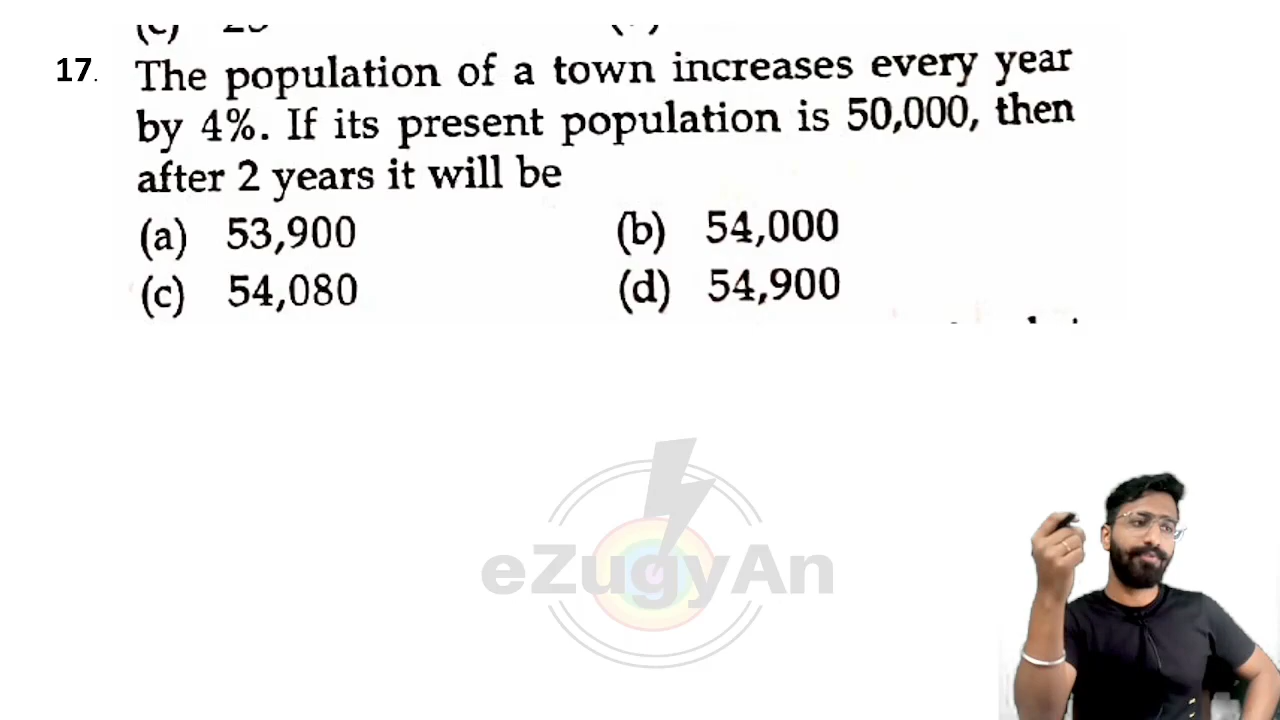 17. The population of a town increases every year
by 4%. If its present population is 50,000, then
after 2 years it will be
(a) 53,900 (b) 54,000
(c) 54,080 (d) 54,900
eZugyAn